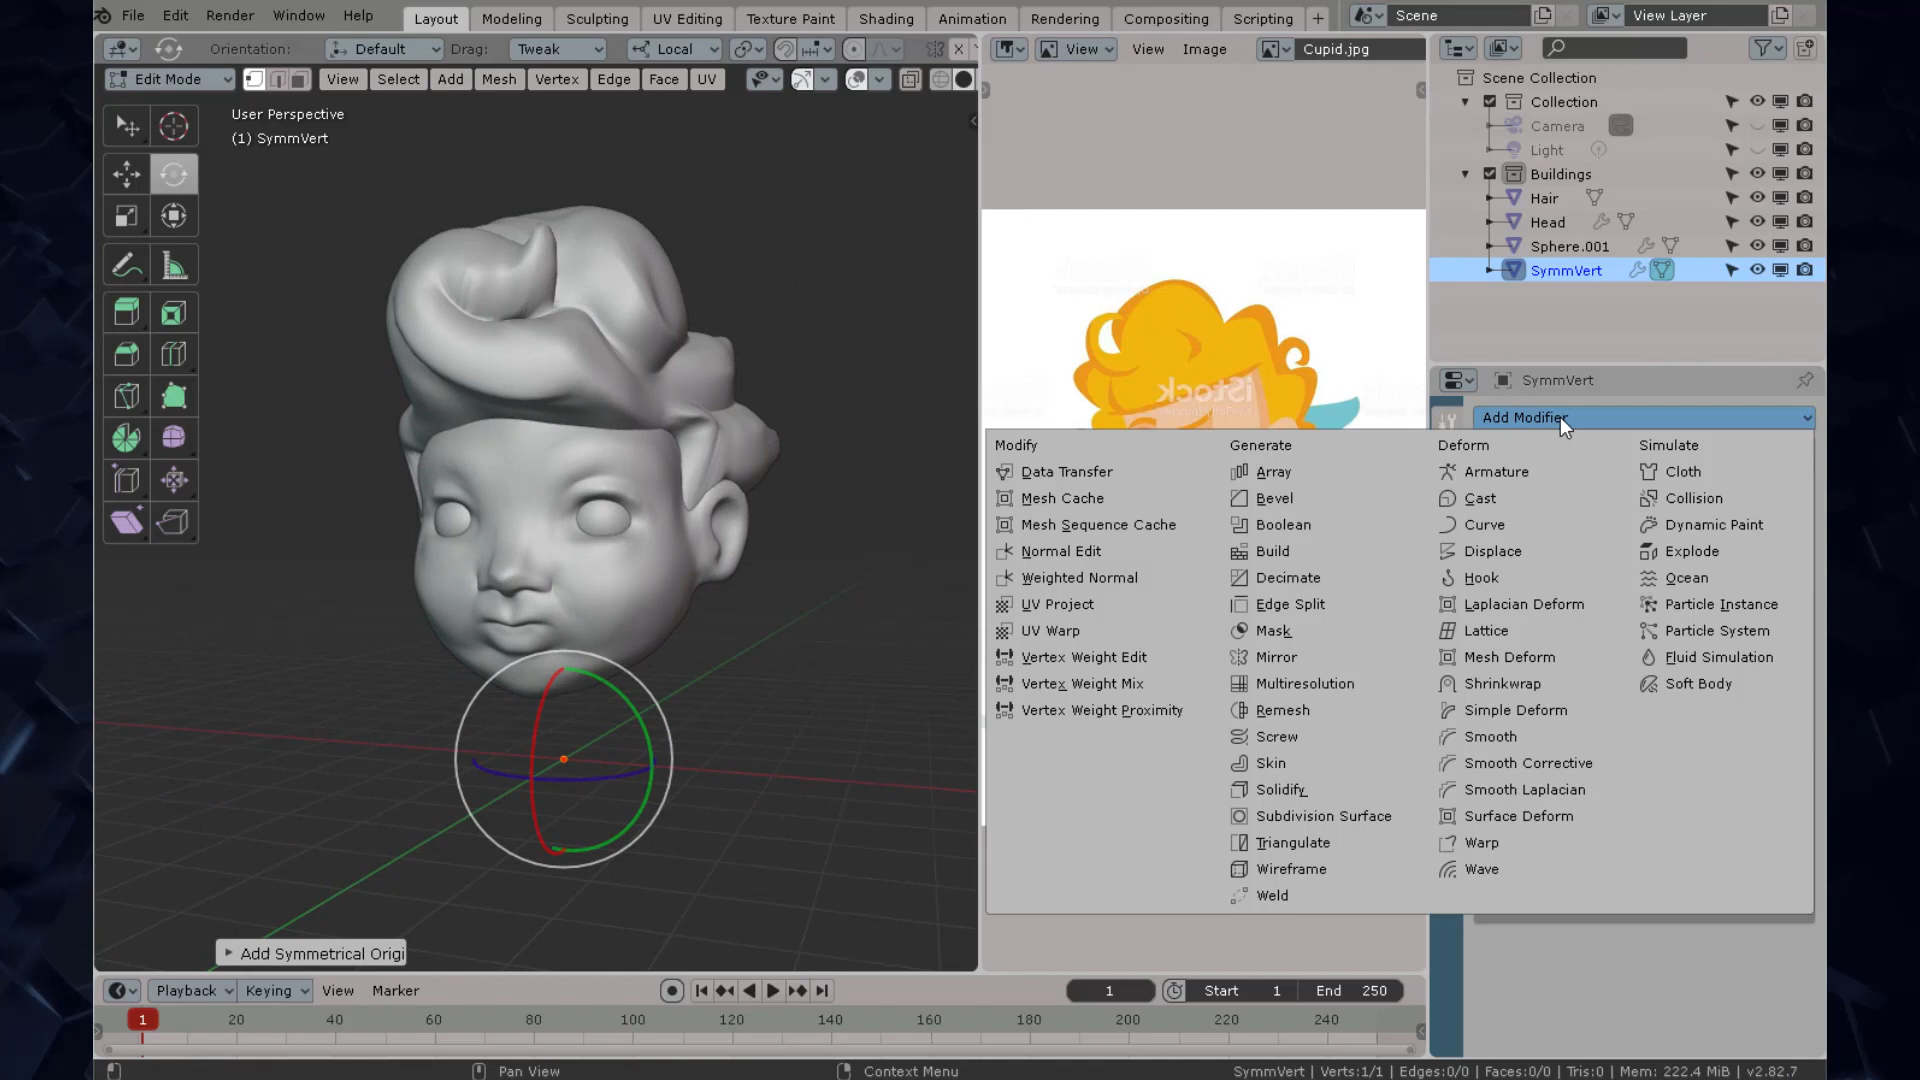 File Edit Render Window Help Layout Modeling Sculpting UV Editing Texture Paint Shading Animation Rendering Compositing Scripting + Scene View Layer
Orientation: Default Drag: Tweak Local View View Image Cupid.jpg
Edit Mode View Select Add Mesh Vertex Edge Face UV
User Perspective
(1) SymmVert
Scene Collection
Collection
Camera
Light
Buildings
Hair
Head
Sphere.001
SymmVert
iStock
SymmVert
Add Modifier
Modify
Data Transfer
Mesh Cache
Mesh Sequence Cache
Normal Edit
Weighted Normal
UV Project
UV Warp
Vertex Weight Edit
Vertex Weight Mix
Vertex Weight Proximity
Generate
Array
Bevel
Boolean
Build
Decimate
Edge Split
Mask
Mirror
Multiresolution
Remesh
Screw
Skin
Solidify
Subdivision Surface
Triangulate
Wireframe
Weld
Deform
Armature
Cast
Curve
Displace
Hook
Laplacian Deform
Lattice
Mesh Deform
Shrinkwrap
Simple Deform
Smooth
Smooth Corrective
Smooth Laplacian
Surface Deform
Warp
Wave
Simulate
Cloth
Collision
Dynamic Paint
Explode
Ocean
Particle Instance
Particle System
Fluid Simulation
Soft Body
Add Symmetrical Origi
Playback Keying View Marker 1 Start 1 End 250
1 20 40 60 80 100 120 140 160 180 200 220 240
Pan View Context Menu SymmVert | Verts:1/1 | Edges:0/0 | Faces:0/0 | Tris:0 | Mem: 222.4 MiB | v2.82.7